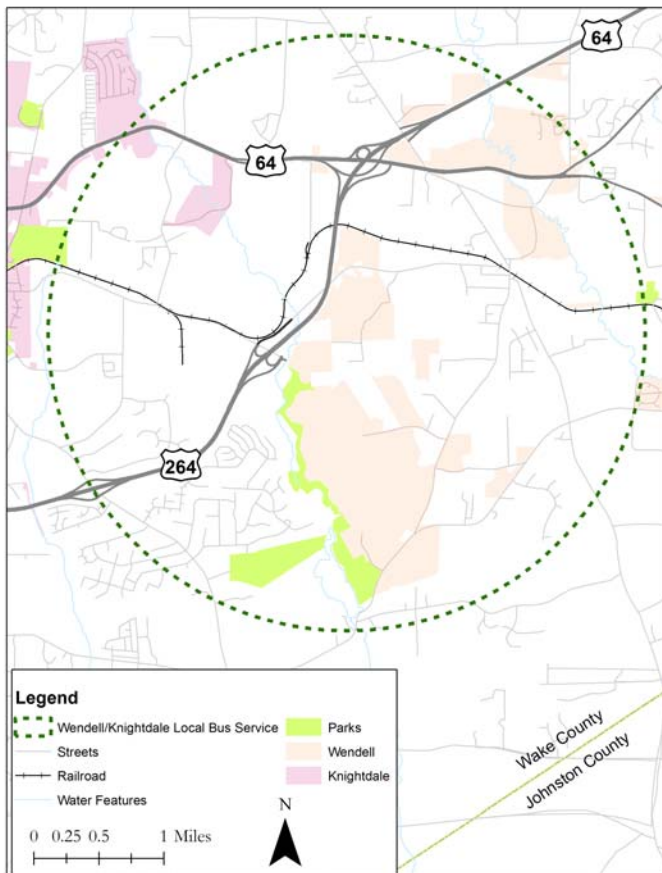 64
64
264
Wake County
Johnston County
Legend
Wendell/Knightdale Local Bus Service
Streets
Railroad
Water Features
Parks
Wendell
Knightdale
0 0.25 0.5 1 Miles
N